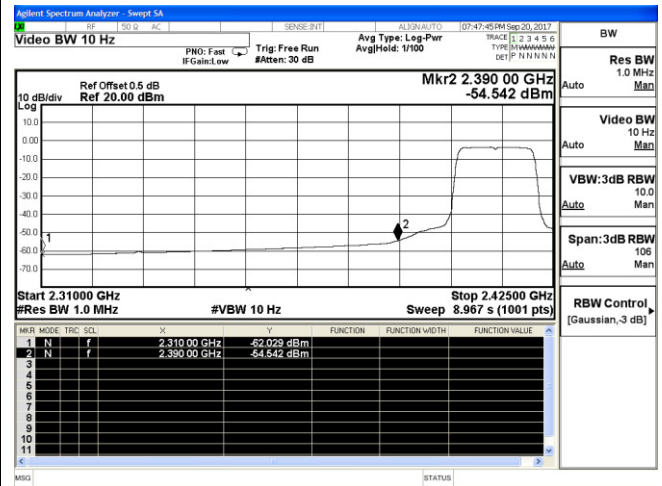 Agilent Spectrum Analyzer - Swept SA
RF 50 Ω AC SENSE:INT ALIGN AUTO 07:47:45 PM Sep 20, 2017
Video BW 10 Hz
PNO: Fast
IFGain:Low
Trig: Free Run
#Atten: 30 dB
Avg Type: Log-Pwr
Avg|Hold: 1/100
TRACE 1 2 3 4 5 6
TYPE M W W W W W
DET P N N N N N
Ref Offset 0.5 dB
10 dB/div Ref 20.00 dBm
Log
Mkr2 2.390 00 GHz
-54.542 dBm
10.0
0.00
-10.0
-20.0
-30.0
-40.0
-50.0
-60.0
-70.0
1
2
Start 2.31000 GHz Stop 2.42500 GHz
#Res BW 1.0 MHz #VBW 10 Hz Sweep 8.967 s (1001 pts)
MKR MODE TRC SCL X Y FUNCTION FUNCTION WIDTH FUNCTION VALUE
1 N f 2.310 00 GHz -62.029 dBm
2 N f 2.390 00 GHz -54.542 dBm
3
4
5
6
7
8
9
10
11
MSG STATUS
BW
Res BW
1.0 MHz
Auto Man
Video BW
10 Hz
Auto Man
VBW:3dB RBW
10.0
Auto Man
Span:3dB RBW
106
Auto Man
RBW Control
[Gaussian,-3 dB]